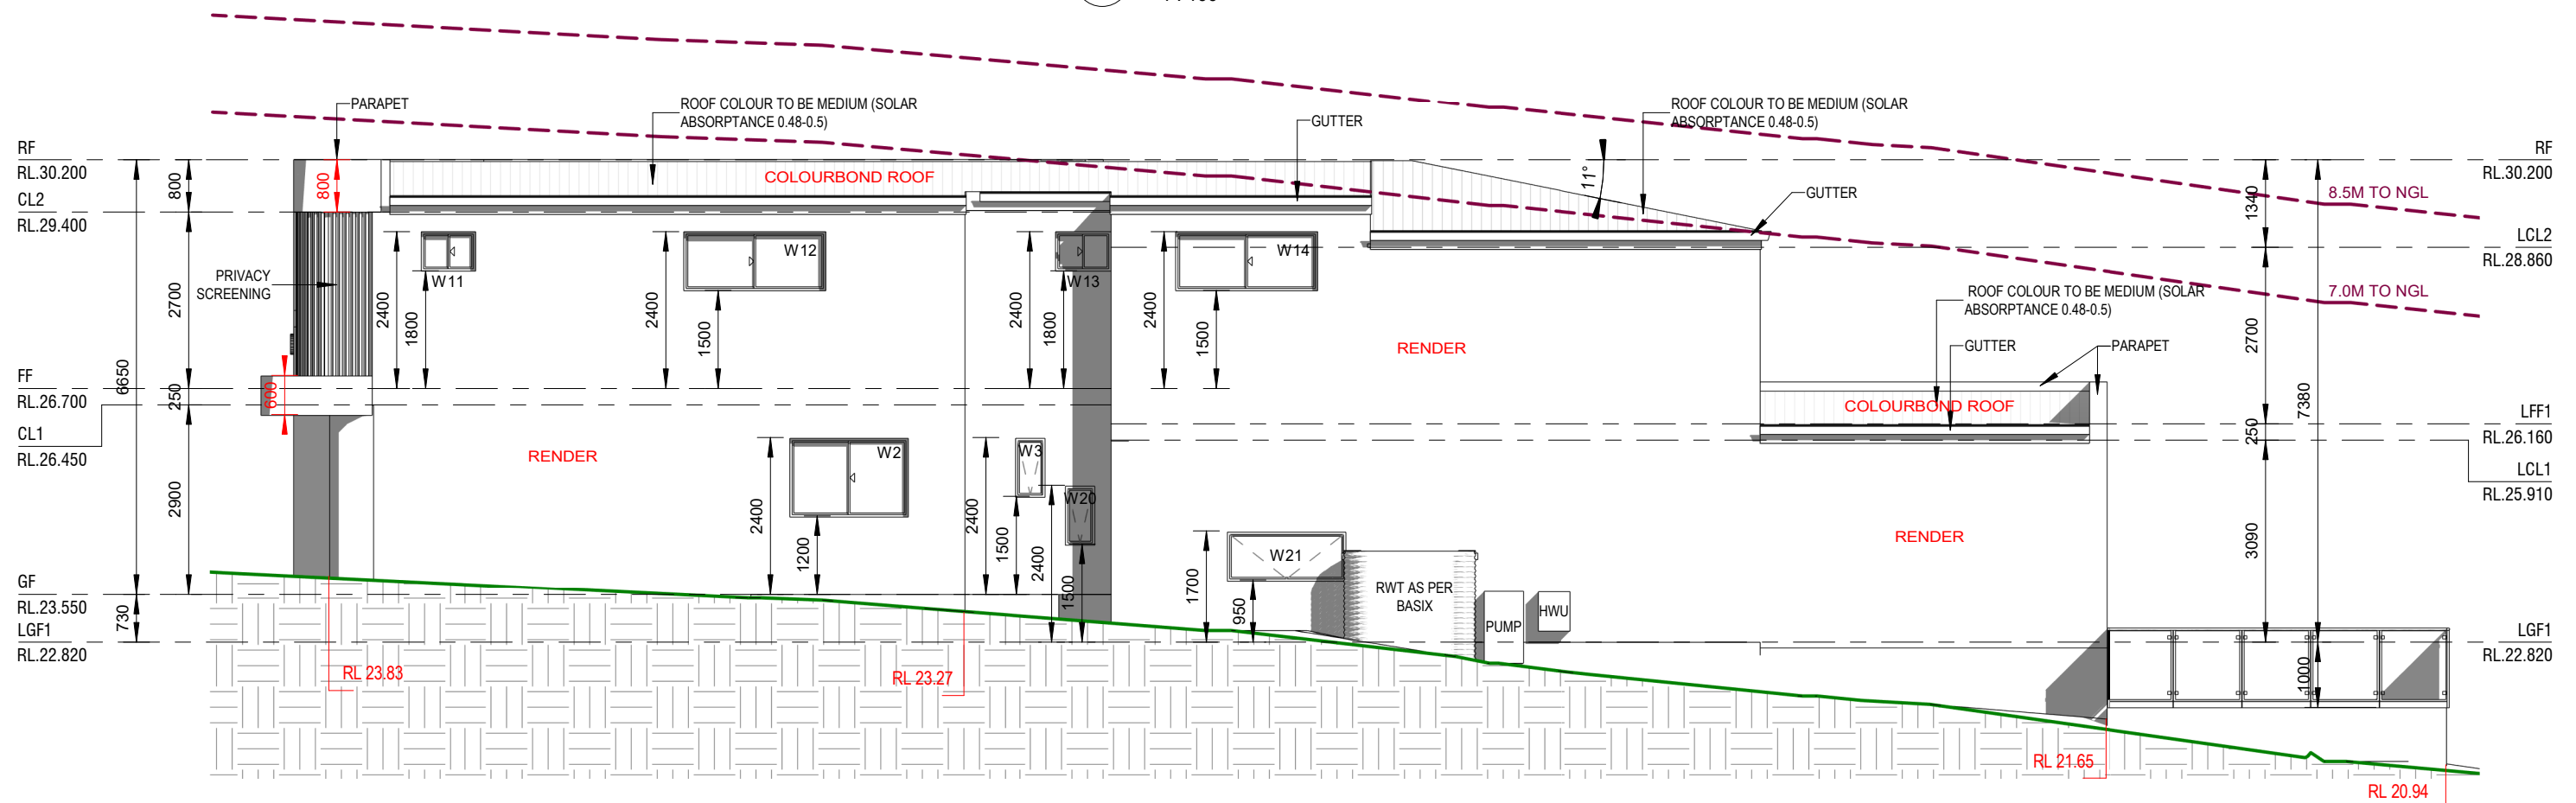 PARAPET
ROOF COLOUR TO BE MEDIUM (SOLAR
ABSORPTANCE 0.48-0.5)
GUTTER
ROOF COLOUR TO BE MEDIUM (SOLAR
ABSORPTANCE 0.48-0.5)
RF
RL.30.200
CL2
RL.29.400
800
800
COLOURBOND ROOF
11°
GUTTER
RF
RL.30.200
8.5M TO NGL
1340
LCL2
RL.28.860
7.0M TO NGL
PRIVACY
SCREENING
2700
W11
W12
W13
W14
2400
1800
2400
1500
2400
1800
2400
1500
RENDER
ROOF COLOUR TO BE MEDIUM (SOLAR
ABSORPTANCE 0.48-0.5)
GUTTER
PARAPET
2700
7380
6650
FF
RL.26.700
250
600
CL1
RL.26.450
COLOURBOND ROOF
LFF1
RL.26.160
250
LCL1
RL.25.910
RENDER
2900
W2
W3
W20
2400
1200
2400
1500
2400
1500
RENDER
3090
1700
950
W21
RWT AS PER
BASIX
PUMP
HWU
GF
RL.23.550
730
LGF1
RL.22.820
LGF1
RL.22.820
1000
RL 23.83
RL 23.27
RL 21.65
RL 20.94